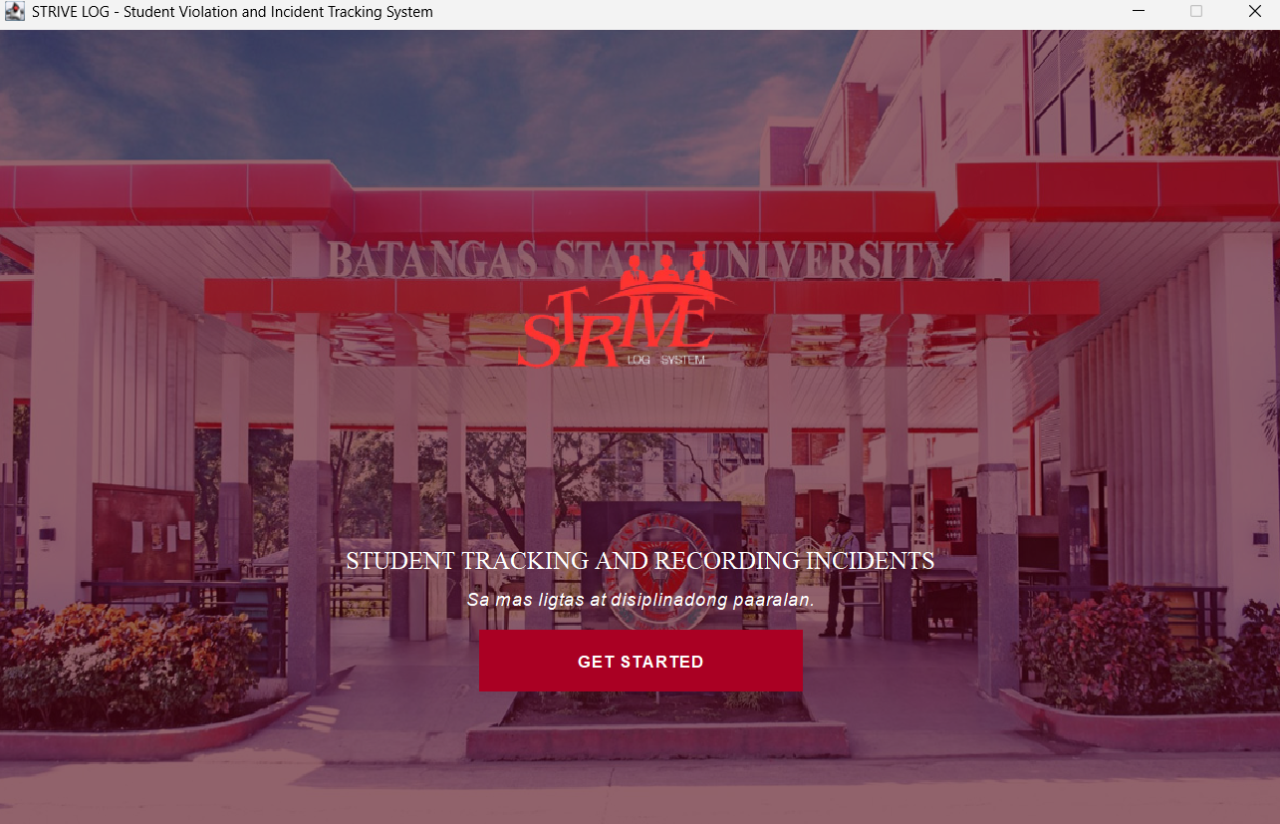 STRIVE LOG - Student Violation and Incident Tracking System
BATANGAS STATE UNIVERSITY
STRIVE
LOG SYSTEM
STUDENT TRACKING AND RECORDING INCIDENTS
Sa mas ligtas at disiplinadong paaralan.
GET STARTED